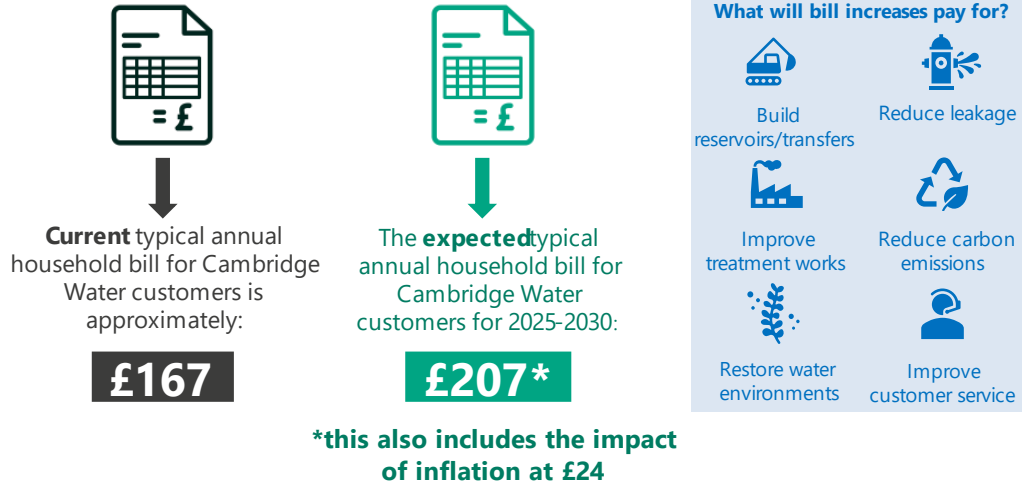 = £
Current typical annual
household bill for Cambridge
Water customers is
approximately:
£167
= £
The expectedtypical
annual household bill for
Cambridge Water
customers for 2025-2030:
£207*
*this also includes the impact
of inflation at £24
What will bill increases pay for?
Build
reservoirs/transfers
Reduce leakage
Improve
treatment works
Reduce carbon
emissions
Restore water
environments
Improve
customer service